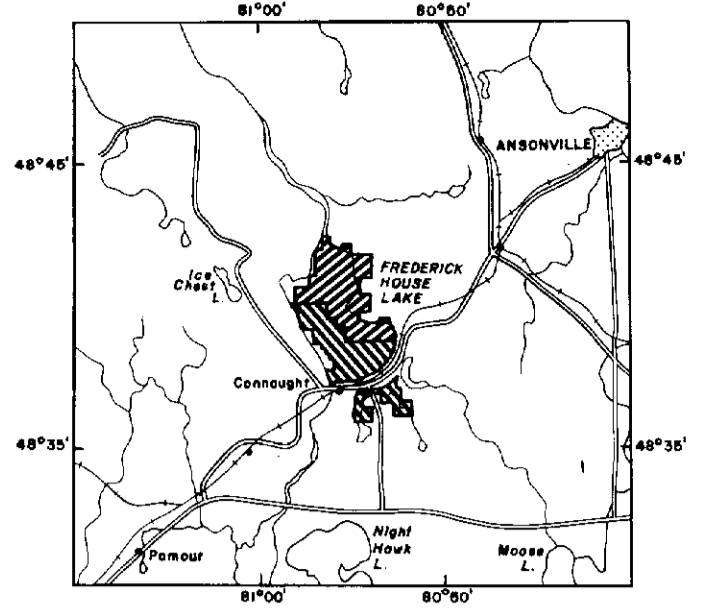 81°00'
80°50'
ANSONVILLE
48°45'
48°45'
FREDERICK
HOUSE
LAKE
Ice
Chest
L.
Connaught
48°35'
48°35'
Night
Hawk
L.
Moose
L.
Pamour
81°00'
80°50'